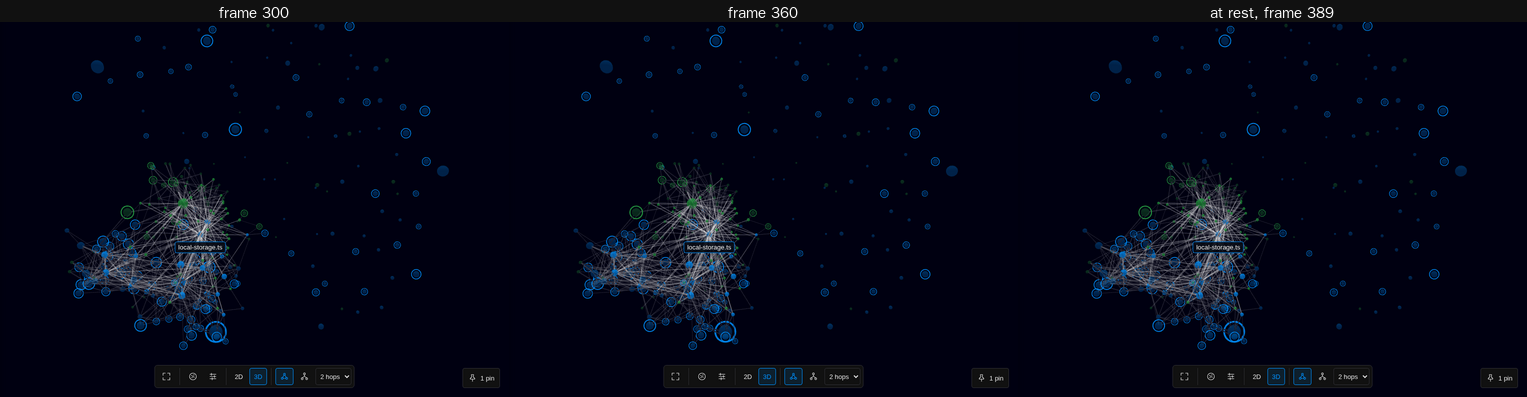 frame 300
frame 360
at rest, frame 389
local-storage.ts
local-storage.ts
local-storage.ts
2D 3D 2 hops 1 pin
2D 3D 2 hops 1 pin
2D 3D 2 hops 1 pin